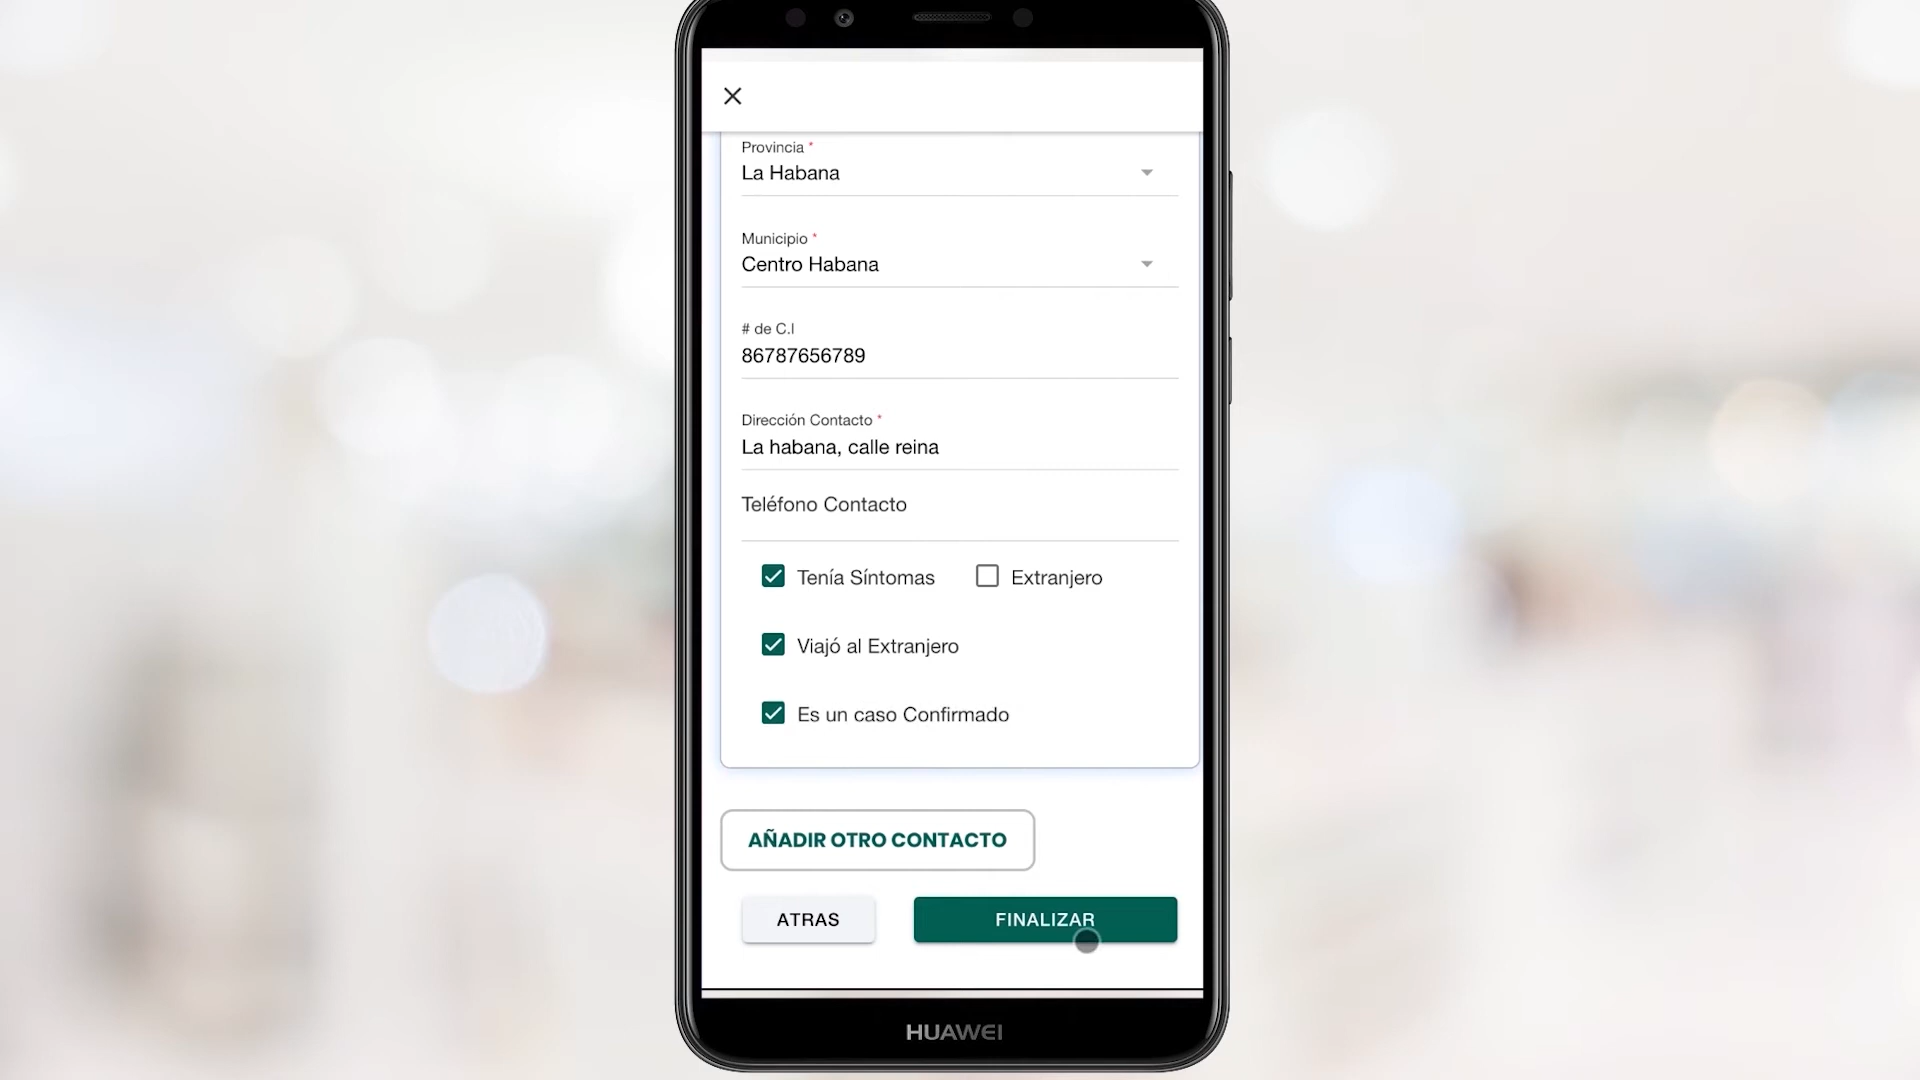 Provincia *
La Habana
Municipio *
Centro Habana
# de C.I
86787656789
Dirección Contacto *
La habana, calle reina
Teléfono Contacto
Tenía Síntomas
Extranjero
Viajó al Extranjero
Es un caso Confirmado
AÑADIR OTRO CONTACTO
ATRAS
FINALIZAR
HUAWEI